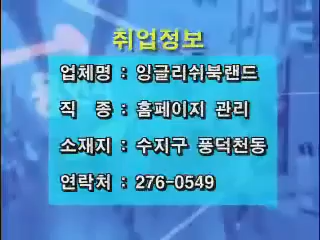 취업정보
업체명 : 잉글리쉬북랜드
직 종 : 홈페이지 관리
소재지 : 수지구 풍덕천동
연락처 : 276-0549